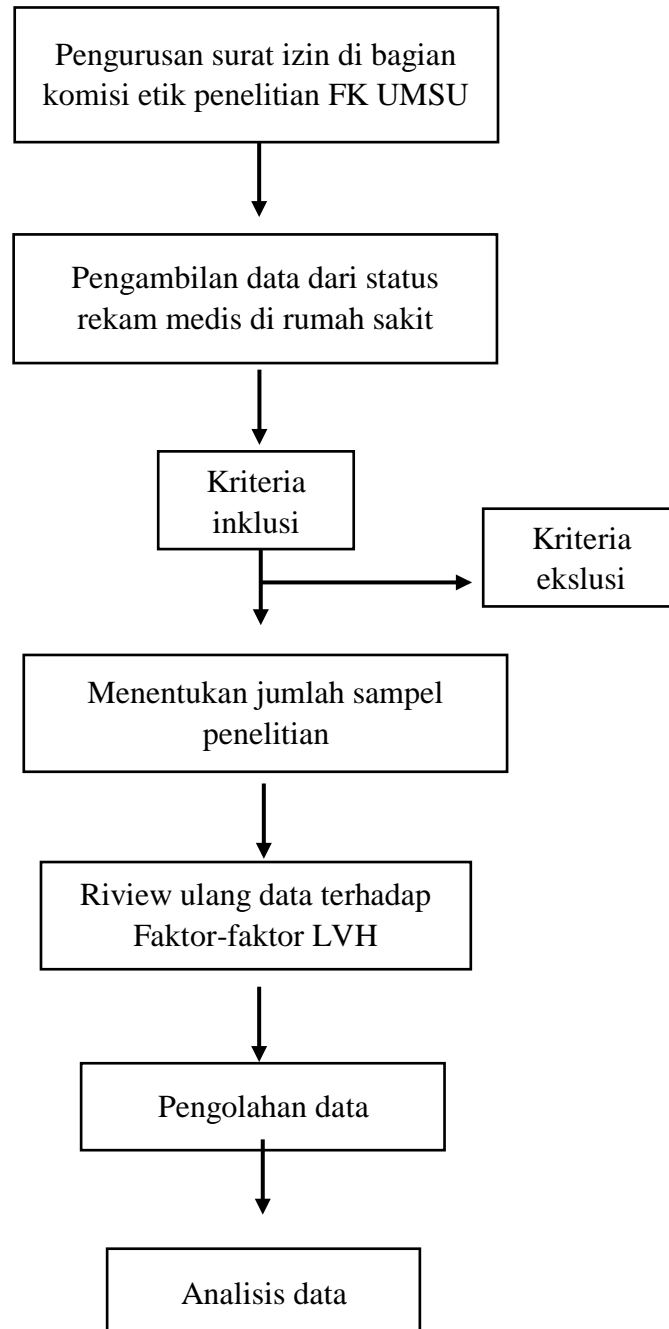 Pengurusan surat izin di bagian
komisi etik penelitian FK UMSU
Pengambilan data dari status
rekam medis di rumah sakit
Kriteria
inklusi
Kriteria
ekslusi
Menentukan jumlah sampel
penelitian
Riview ulang data terhadap
Faktor-faktor LVH
Pengolahan data
Analisis data